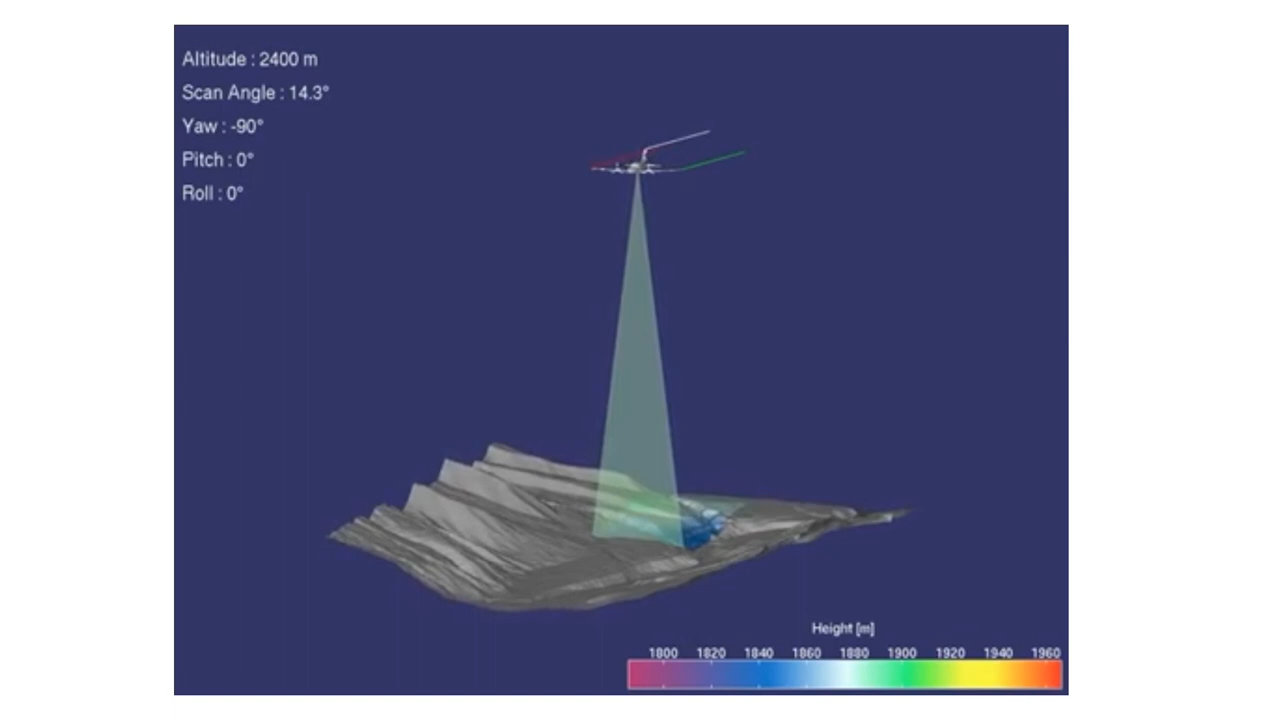 Altitude : 2400 m
Scan Angle : 14.3°
Yaw : -90°
Pitch : 0°
Roll : 0°
Height [m]
1800 1820 1840 1860 1880 1900 1920 1940 1960